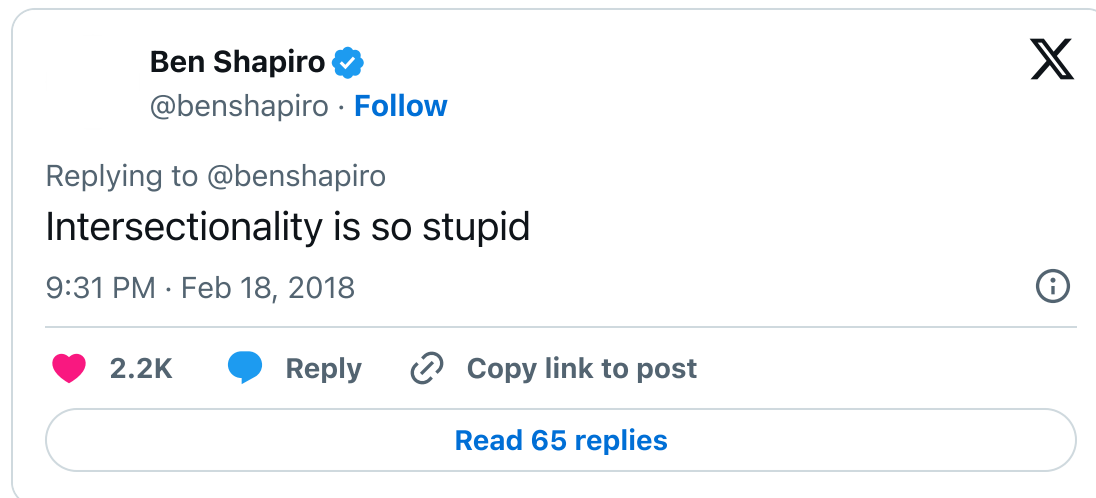 Ben Shapiro
@benshapiro · Follow
Replying to @benshapiro
Intersectionality is so stupid
9:31 PM · Feb 18, 2018
2.2K Reply Copy link to post
Read 65 replies